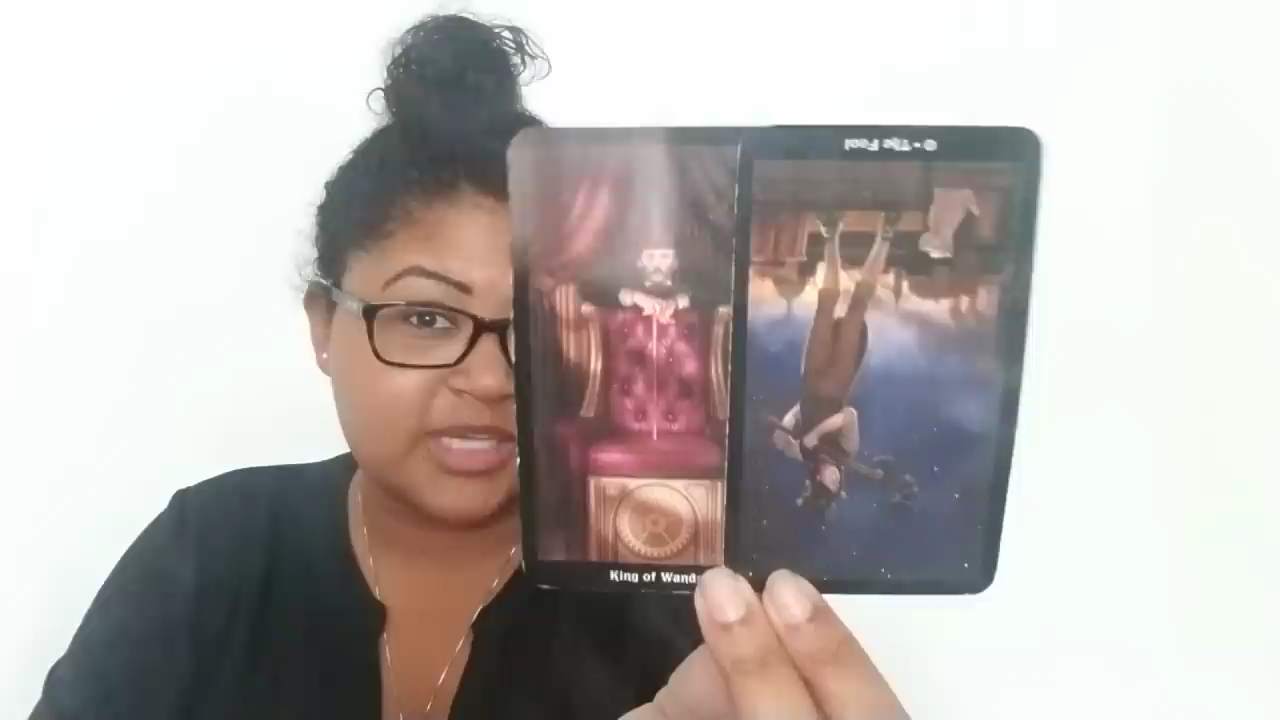 0 • The Fool
King of Wands